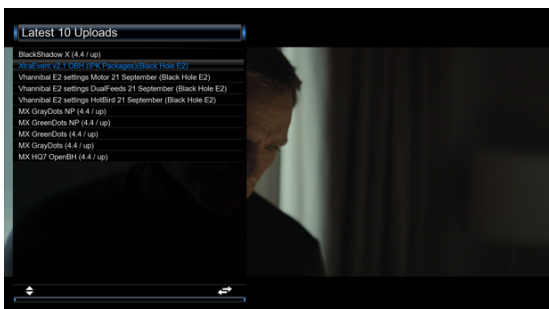 Latest 10 Uploads
BlackShadow X (4.4 / up)
XtraEvent v2.1 OBH (IPK Packages)(Black Hole E2)
Vhannibal E2 settings Motor 21 September (Black Hole E2)
Vhannibal E2 settings DualFeeds 21 September (Black Hole E2)
Vhannibal E2 settings HotBird 21 September (Black Hole E2)
MX GrayDots NP (4.4 / up)
MX GreenDots NP (4.4 / up)
MX GreenDots (4.4 / up)
MX GrayDots (4.4 / up)
MX HQ7 OpenBH (4.4 / up)